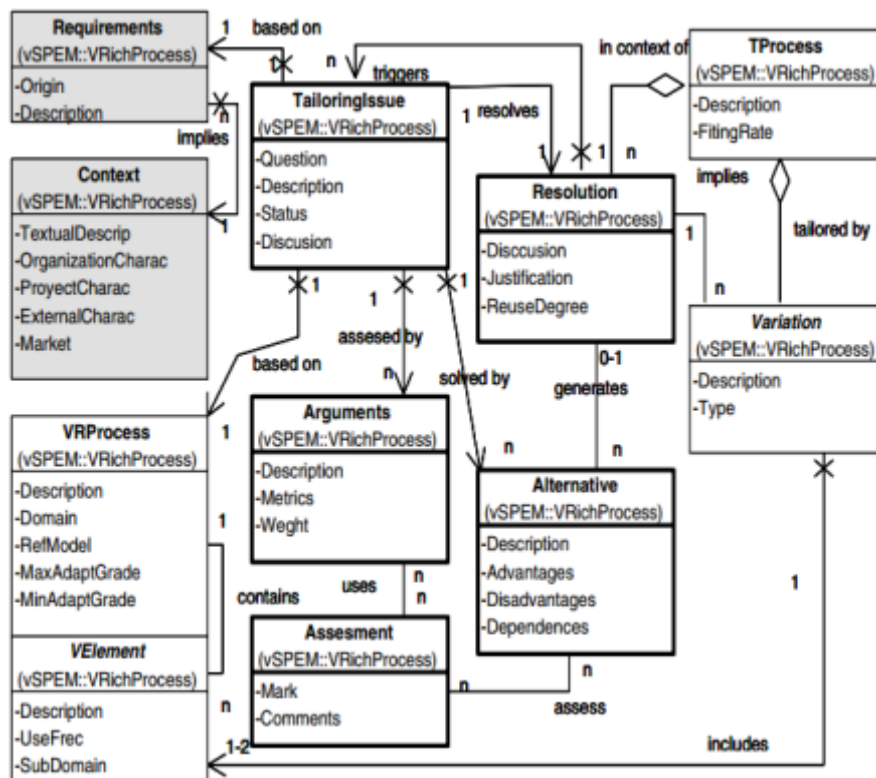 Requirements
(vSPEM::VRichProcess)
-Origin
-Description
1
based on
1
n
implies
Context
(vSPEM::VRichProcess)
-TextualDescrip
-OrganizationCharac
-ProyectCharac
-ExternalCharac
-Market
1
TailoringIssue
(vSPEM::VRichProcess)
-Question
-Description
-Status
-Discusion
n
triggers
1
resolves
1
1
in context of
n
TProcess
(vSPEM::VRichProcess)
-Description
-FitingRate
implies
tailored by
Resolution
(vSPEM::VRichProcess)
-Disccusion
-Justification
-ReuseDegree
1
n
Variation
(vSPEM::VRichProcess)
-Description
-Type
1
based on
1
1
assesed by
n
1
solved by
n
0-1
generates
n
VRProcess
(vSPEM::VRichProcess)
-Description
-Domain
-RefModel
-MaxAdaptGrade
-MinAdaptGrade
1
contains
n
VElement
(vSPEM::VRichProcess)
-Description
-UseFrec
-SubDomain
1-2
Arguments
(vSPEM::VRichProcess)
-Description
-Metrics
-Weght
uses
n
n
Assesment
(vSPEM::VRichProcess)
-Mark
-Comments
n
assess
n
Alternative
(vSPEM::VRichProcess)
-Description
-Advantages
-Disadvantages
-Dependences
1
includes